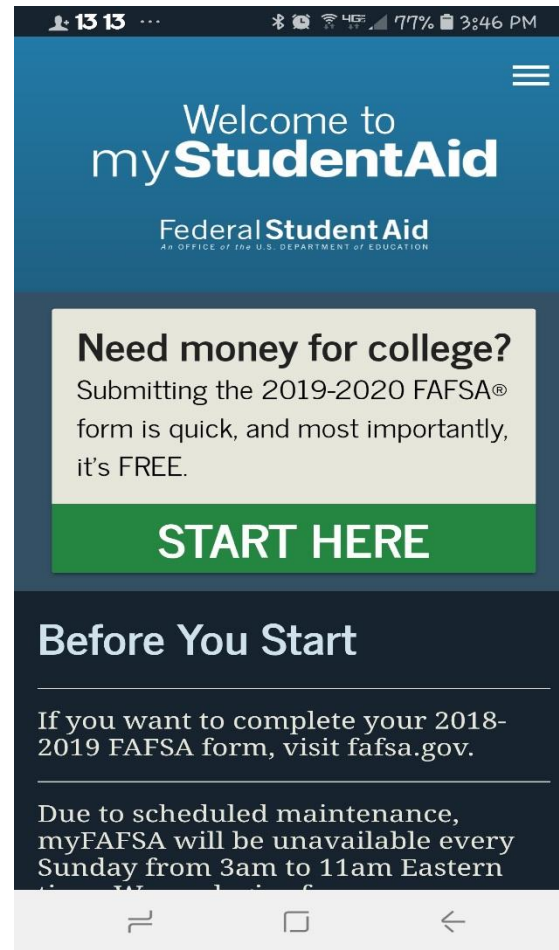 13 13 ... 4G 77% 3:46 PM
Welcome to
myStudentAid
Federal Student Aid
An OFFICE of the U.S. DEPARTMENT of EDUCATION
Need money for college?
Submitting the 2019-2020 FAFSA®
form is quick, and most importantly,
it's FREE.
START HERE
Before You Start
If you want to complete your 2018-
2019 FAFSA form, visit fafsa.gov.
Due to scheduled maintenance,
myFAFSA will be unavailable every
Sunday from 3am to 11am Eastern